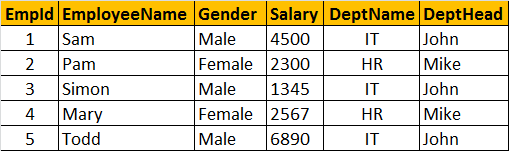 EmpId EmployeeName Gender Salary DeptName DeptHead
1 Sam Male 4500 IT John
2 Pam Female 2300 HR Mike
3 Simon Male 1345 IT John
4 Mary Female 2567 HR Mike
5 Todd Male 6890 IT John